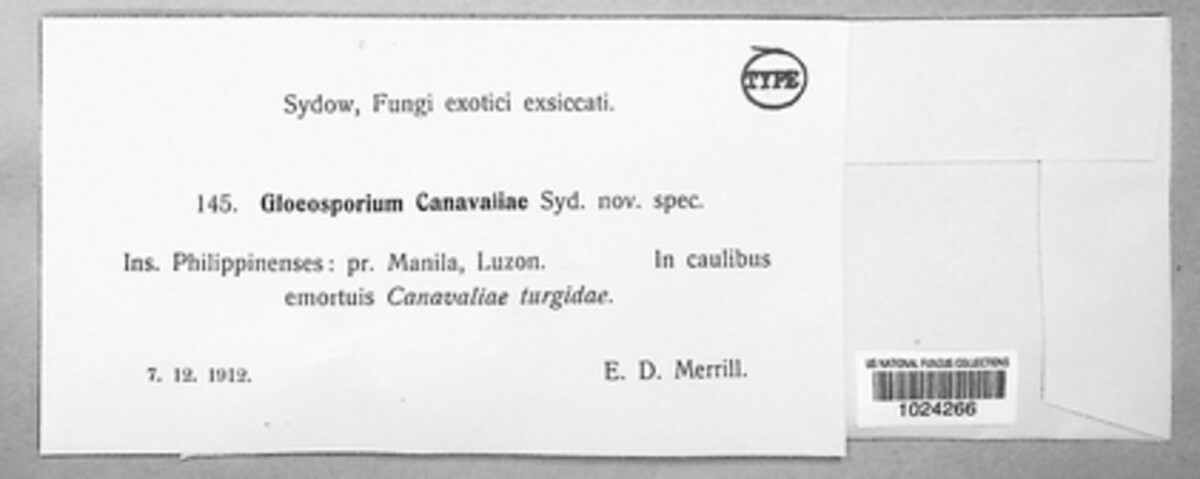 TYPE
Sydow, Fungi exotici exsiccati.
145. Gloeosporium Canavaliae Syd. nov. spec.
Ins. Philippinenses: pr. Manila, Luzon. In caulibus
emortuis Canavaliae turgidae.
7. 12. 1912. E. D. Merrill.
US NATIONAL FUNGUS COLLECTIONS
1024266